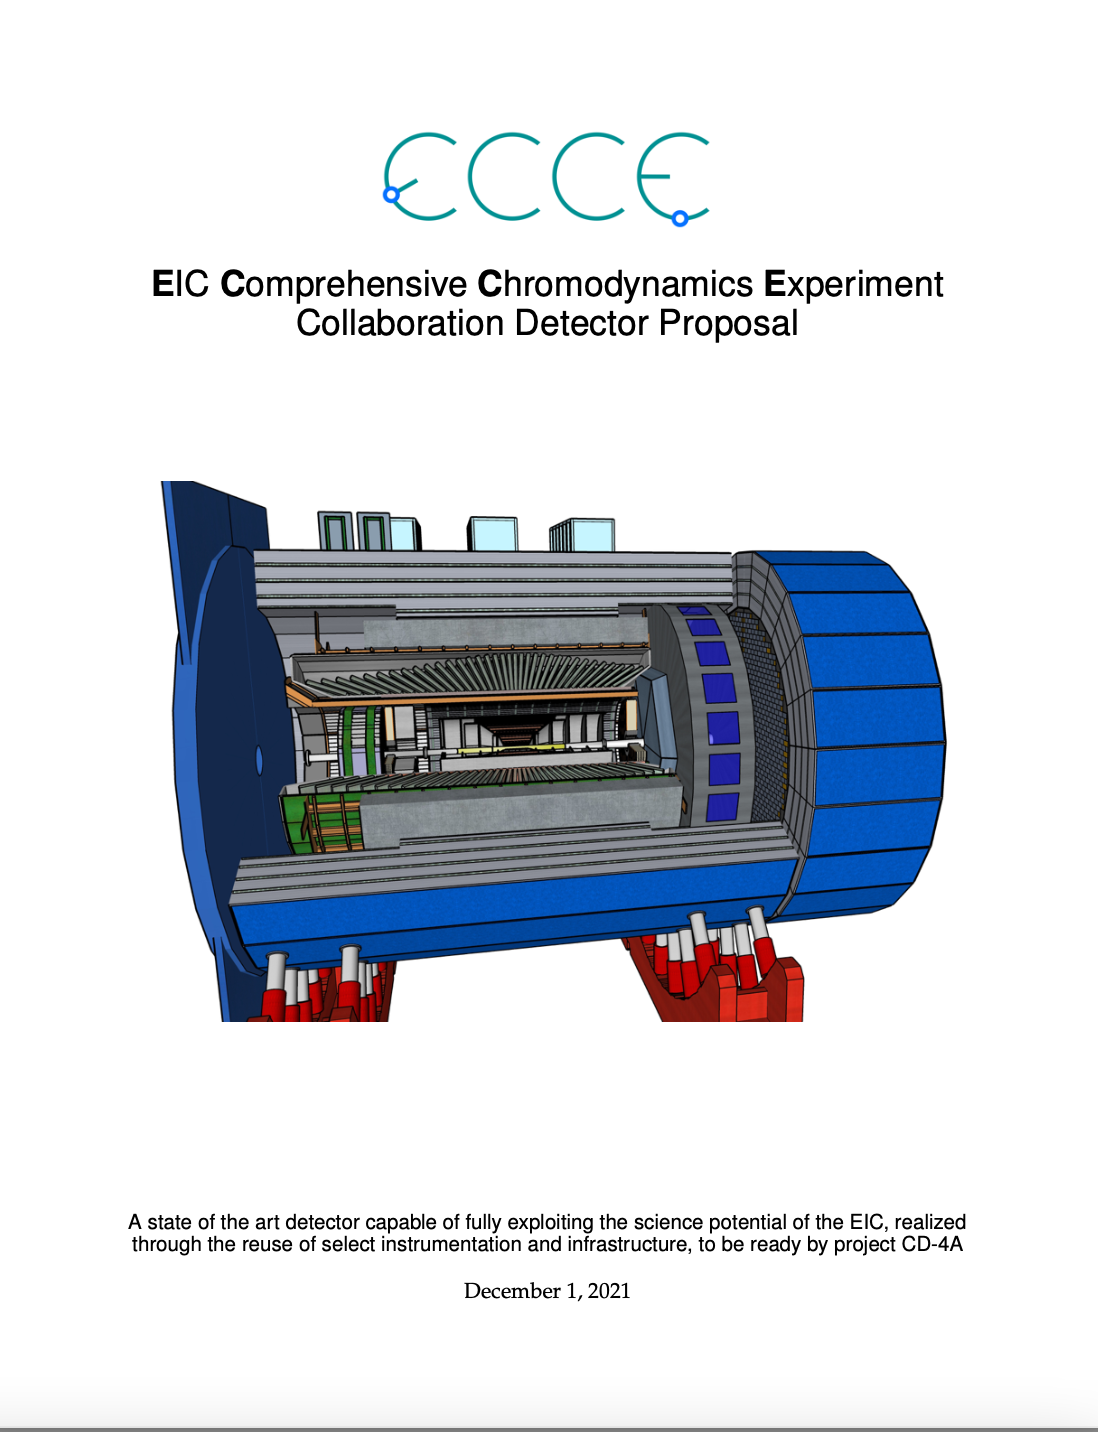 ECCE
EIC Comprehensive Chromodynamics Experiment
Collaboration Detector Proposal
A state of the art detector capable of fully exploiting the science potential of the EIC, realized
through the reuse of select instrumentation and infrastructure, to be ready by project CD-4A
December 1, 2021